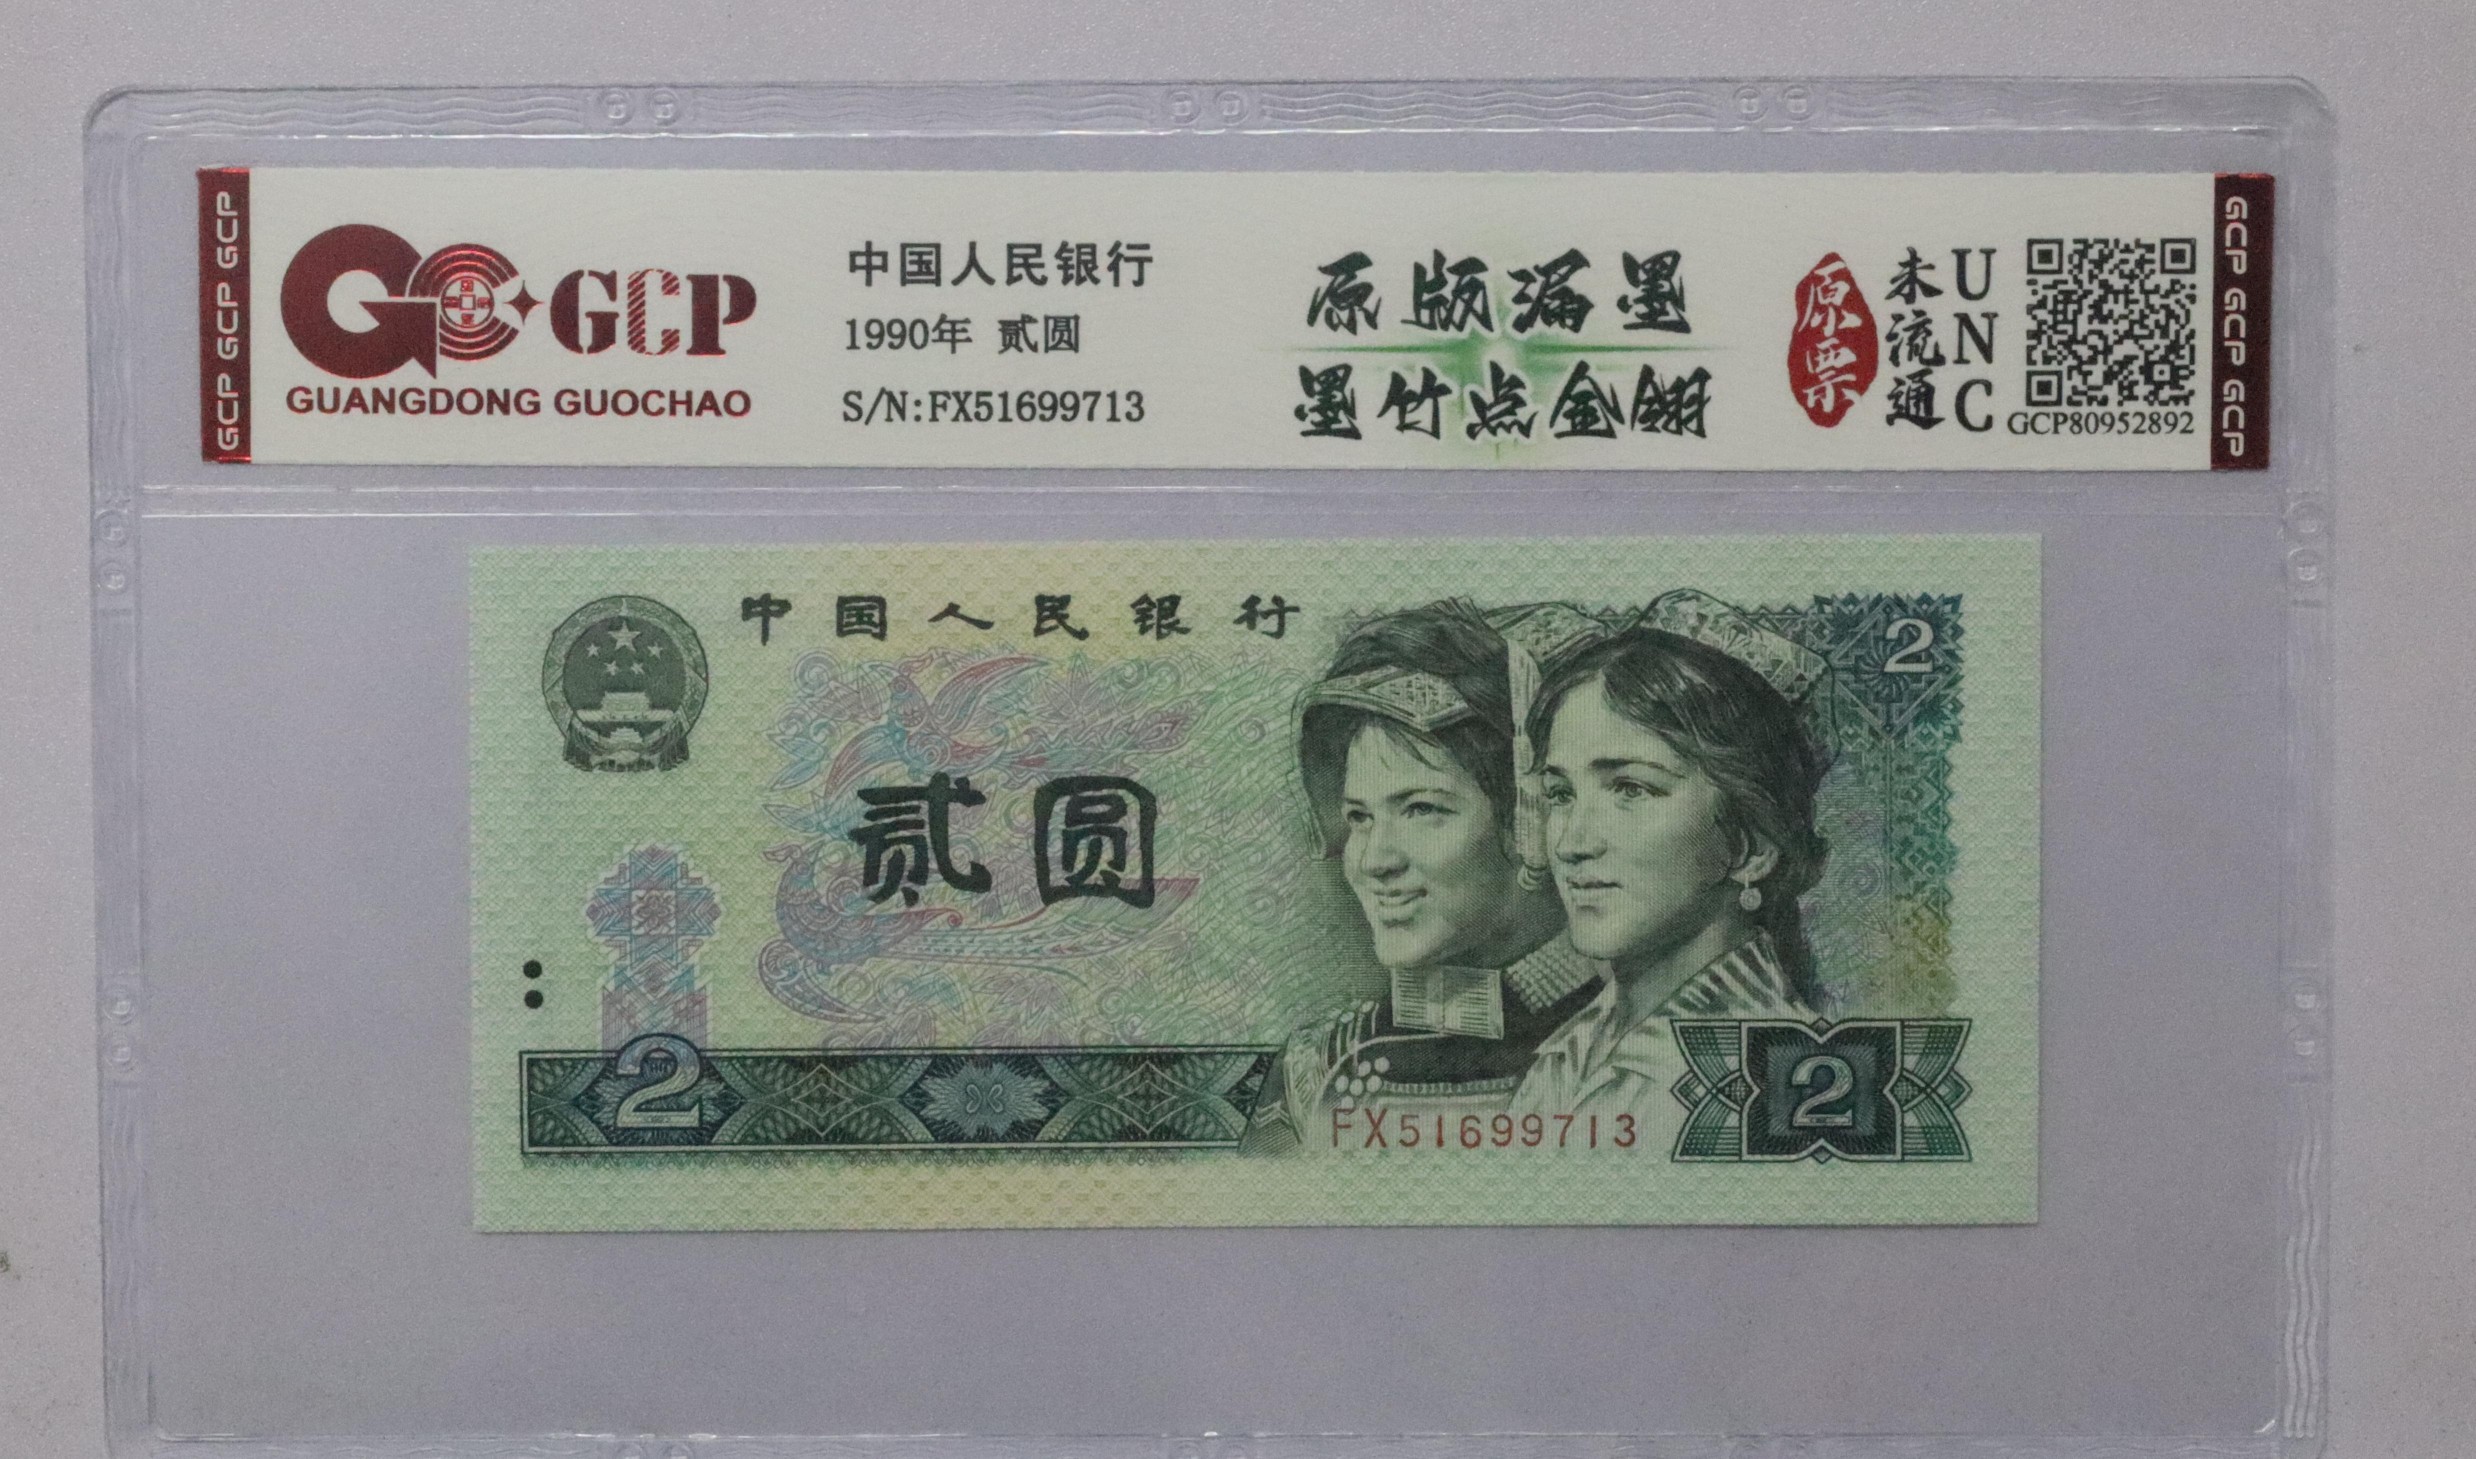 GCP GCP GCP
GCP
GUANGDONG GUOCHAO
中国人民银行
1990年 贰圆
S/N:FX51699713
原版漏墨
墨竹点金翎
原票
未流通
UNC
GCP80952892
GCP GCP GCP
中国人民银行
2
贰圆
2
FX51699713
2